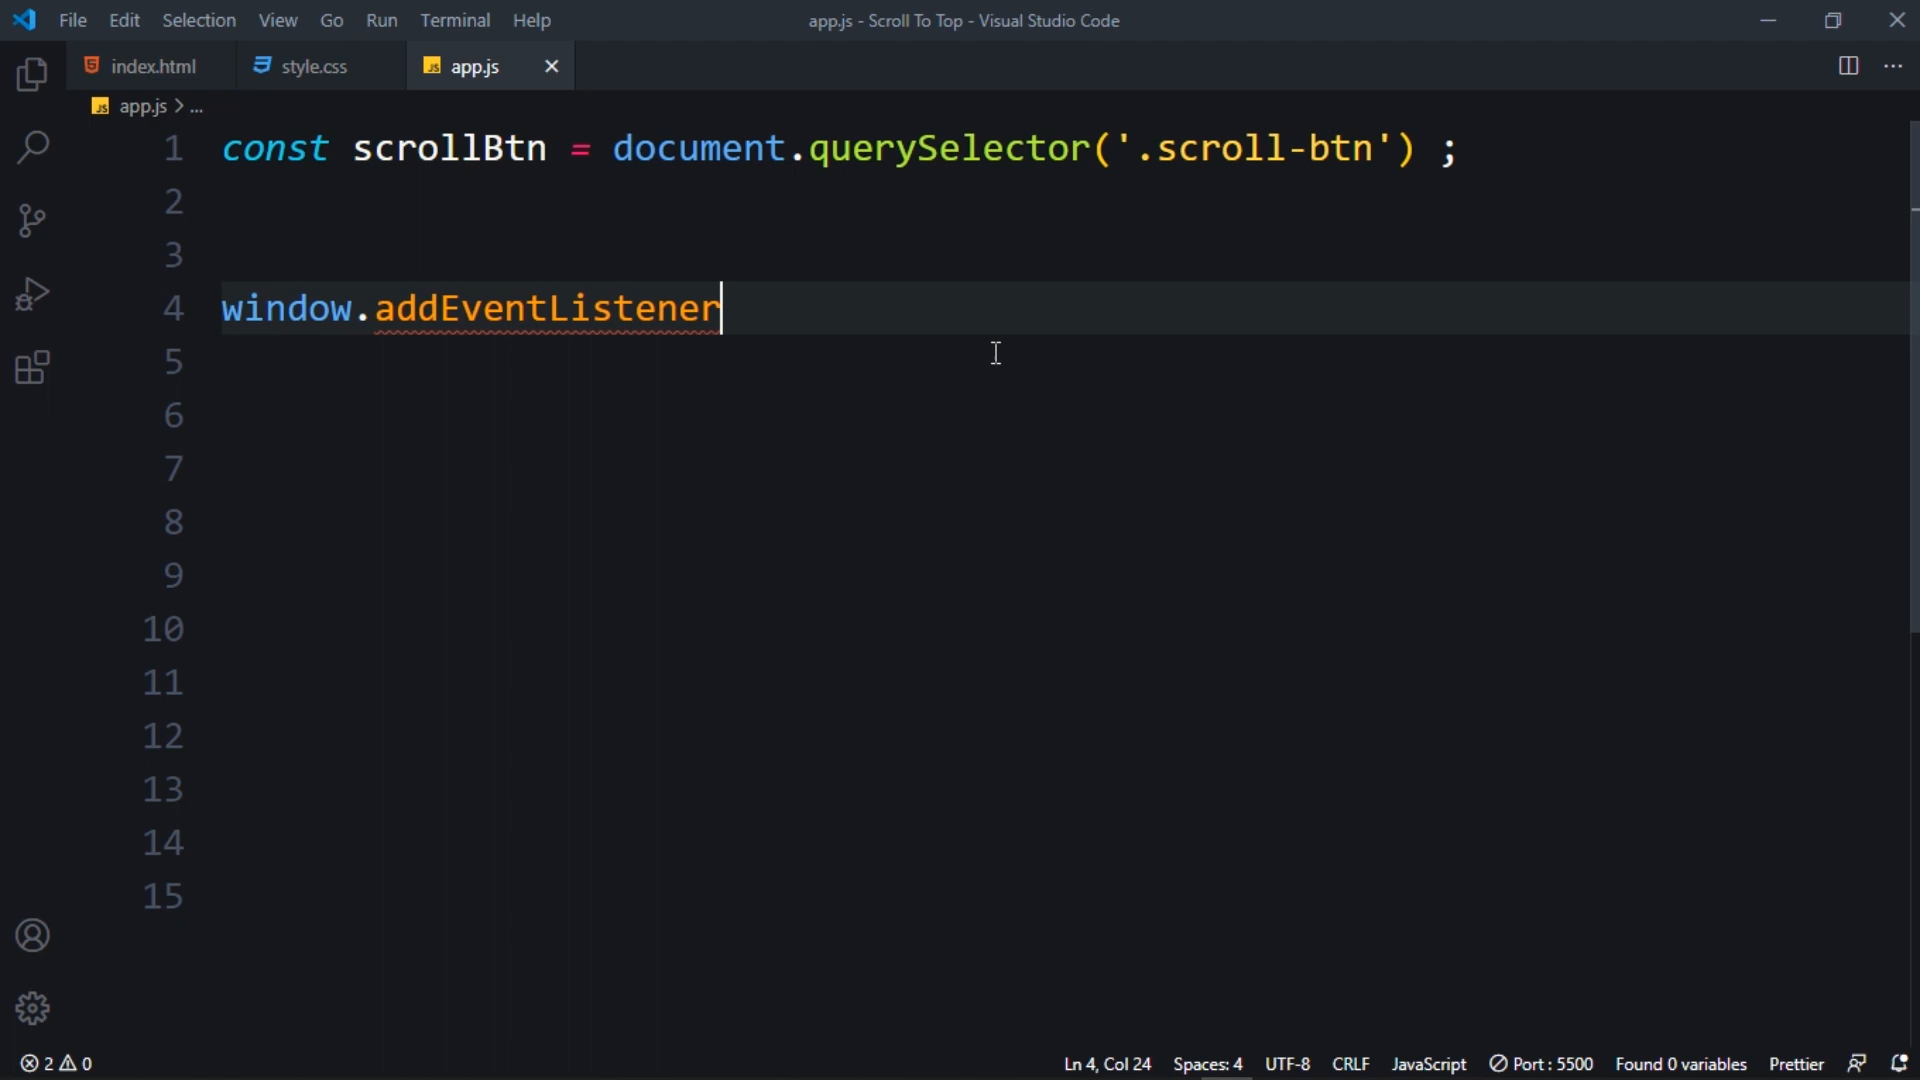 File Edit Selection View Go Run Terminal Help app.js - Scroll To Top - Visual Studio Code
index.html style.css JS app.js
JS app.js > ...
1 const scrollBtn = document.querySelector('.scroll-btn') ;
2
3
4 window.addEventListener
5
6
7
8
9
10
11
12
13
14
15
2 0 Ln 4, Col 24 Spaces: 4 UTF-8 CRLF JavaScript Port : 5500 Found 0 variables Prettier